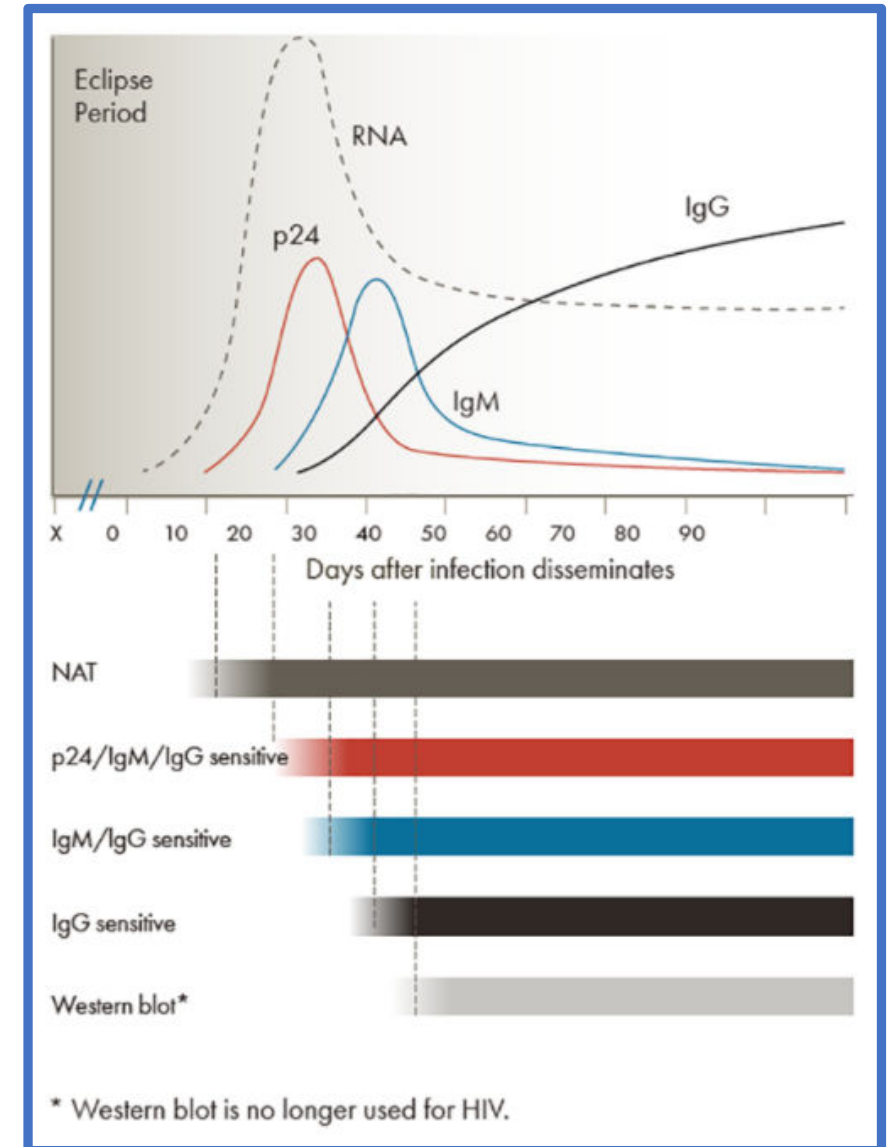 Eclipse
Period
RNA
IgG
p24
IgM
X 0 10 20 30 40 50 60 70 80 90
Days after infection disseminates
NAT
p24/IgM/IgG sensitive
IgM/IgG sensitive
IgG sensitive
Western blot*
* Western blot is no longer used for HIV.